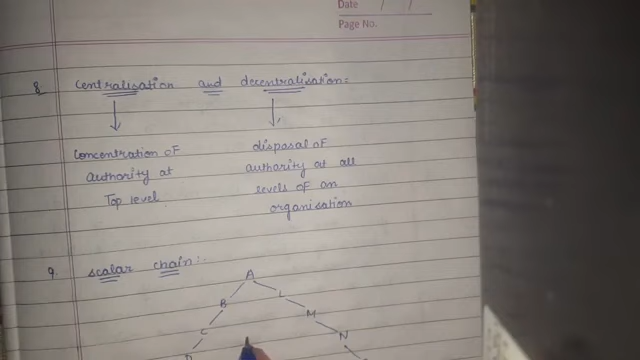 Date / /
Page No.
8 Centralisation and decentralisation:
Concentration of
authority at
Top level
disposal of
authority at all
levels of an
organisation
9. scalar chain:-
A
B L
C M
D N